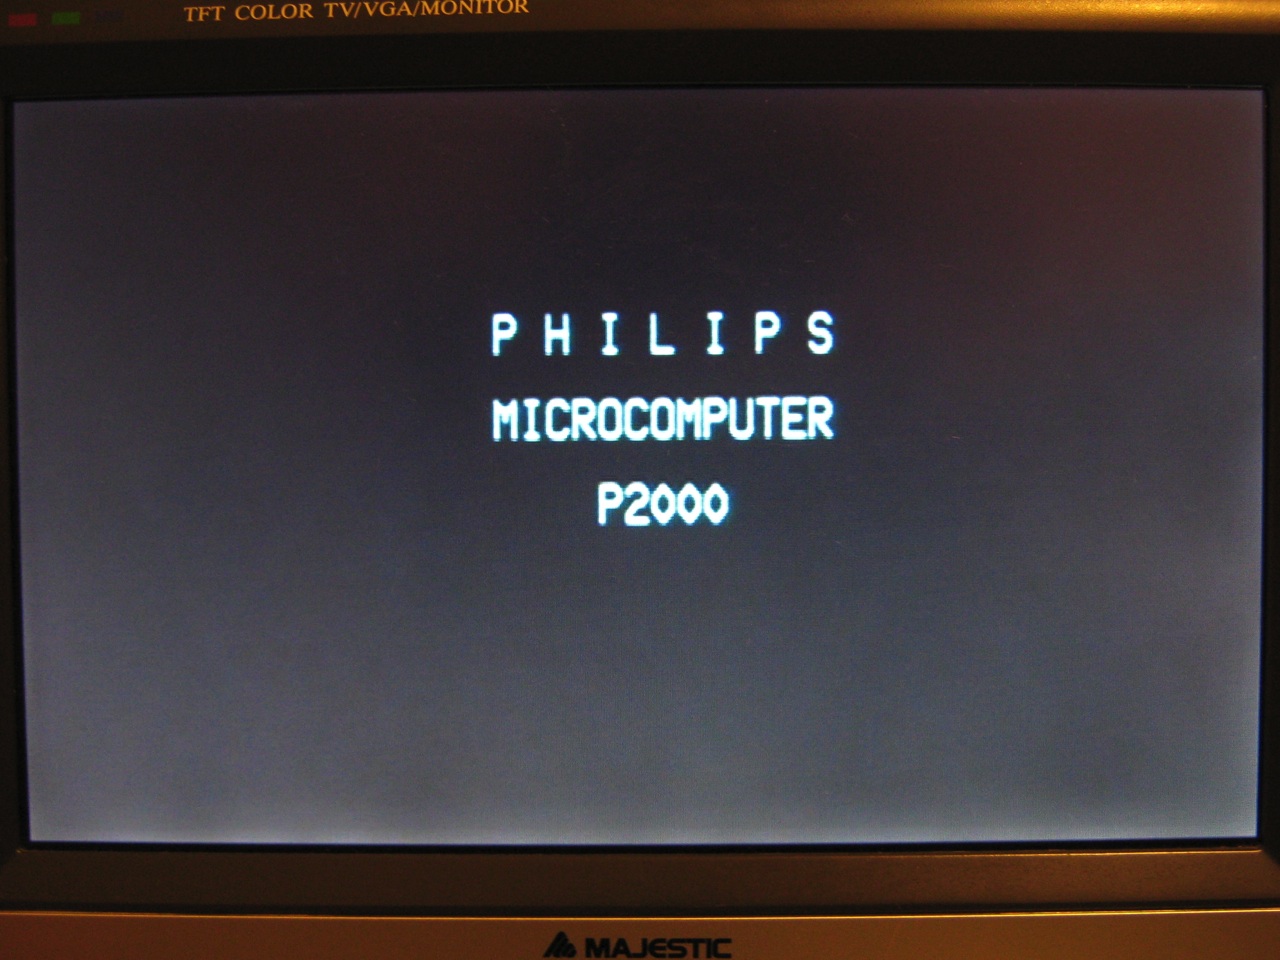 TFT COLOR TV/VGA/MONITOR
P H I L I P S
MICROCOMPUTER
P2000
MAJESTIC